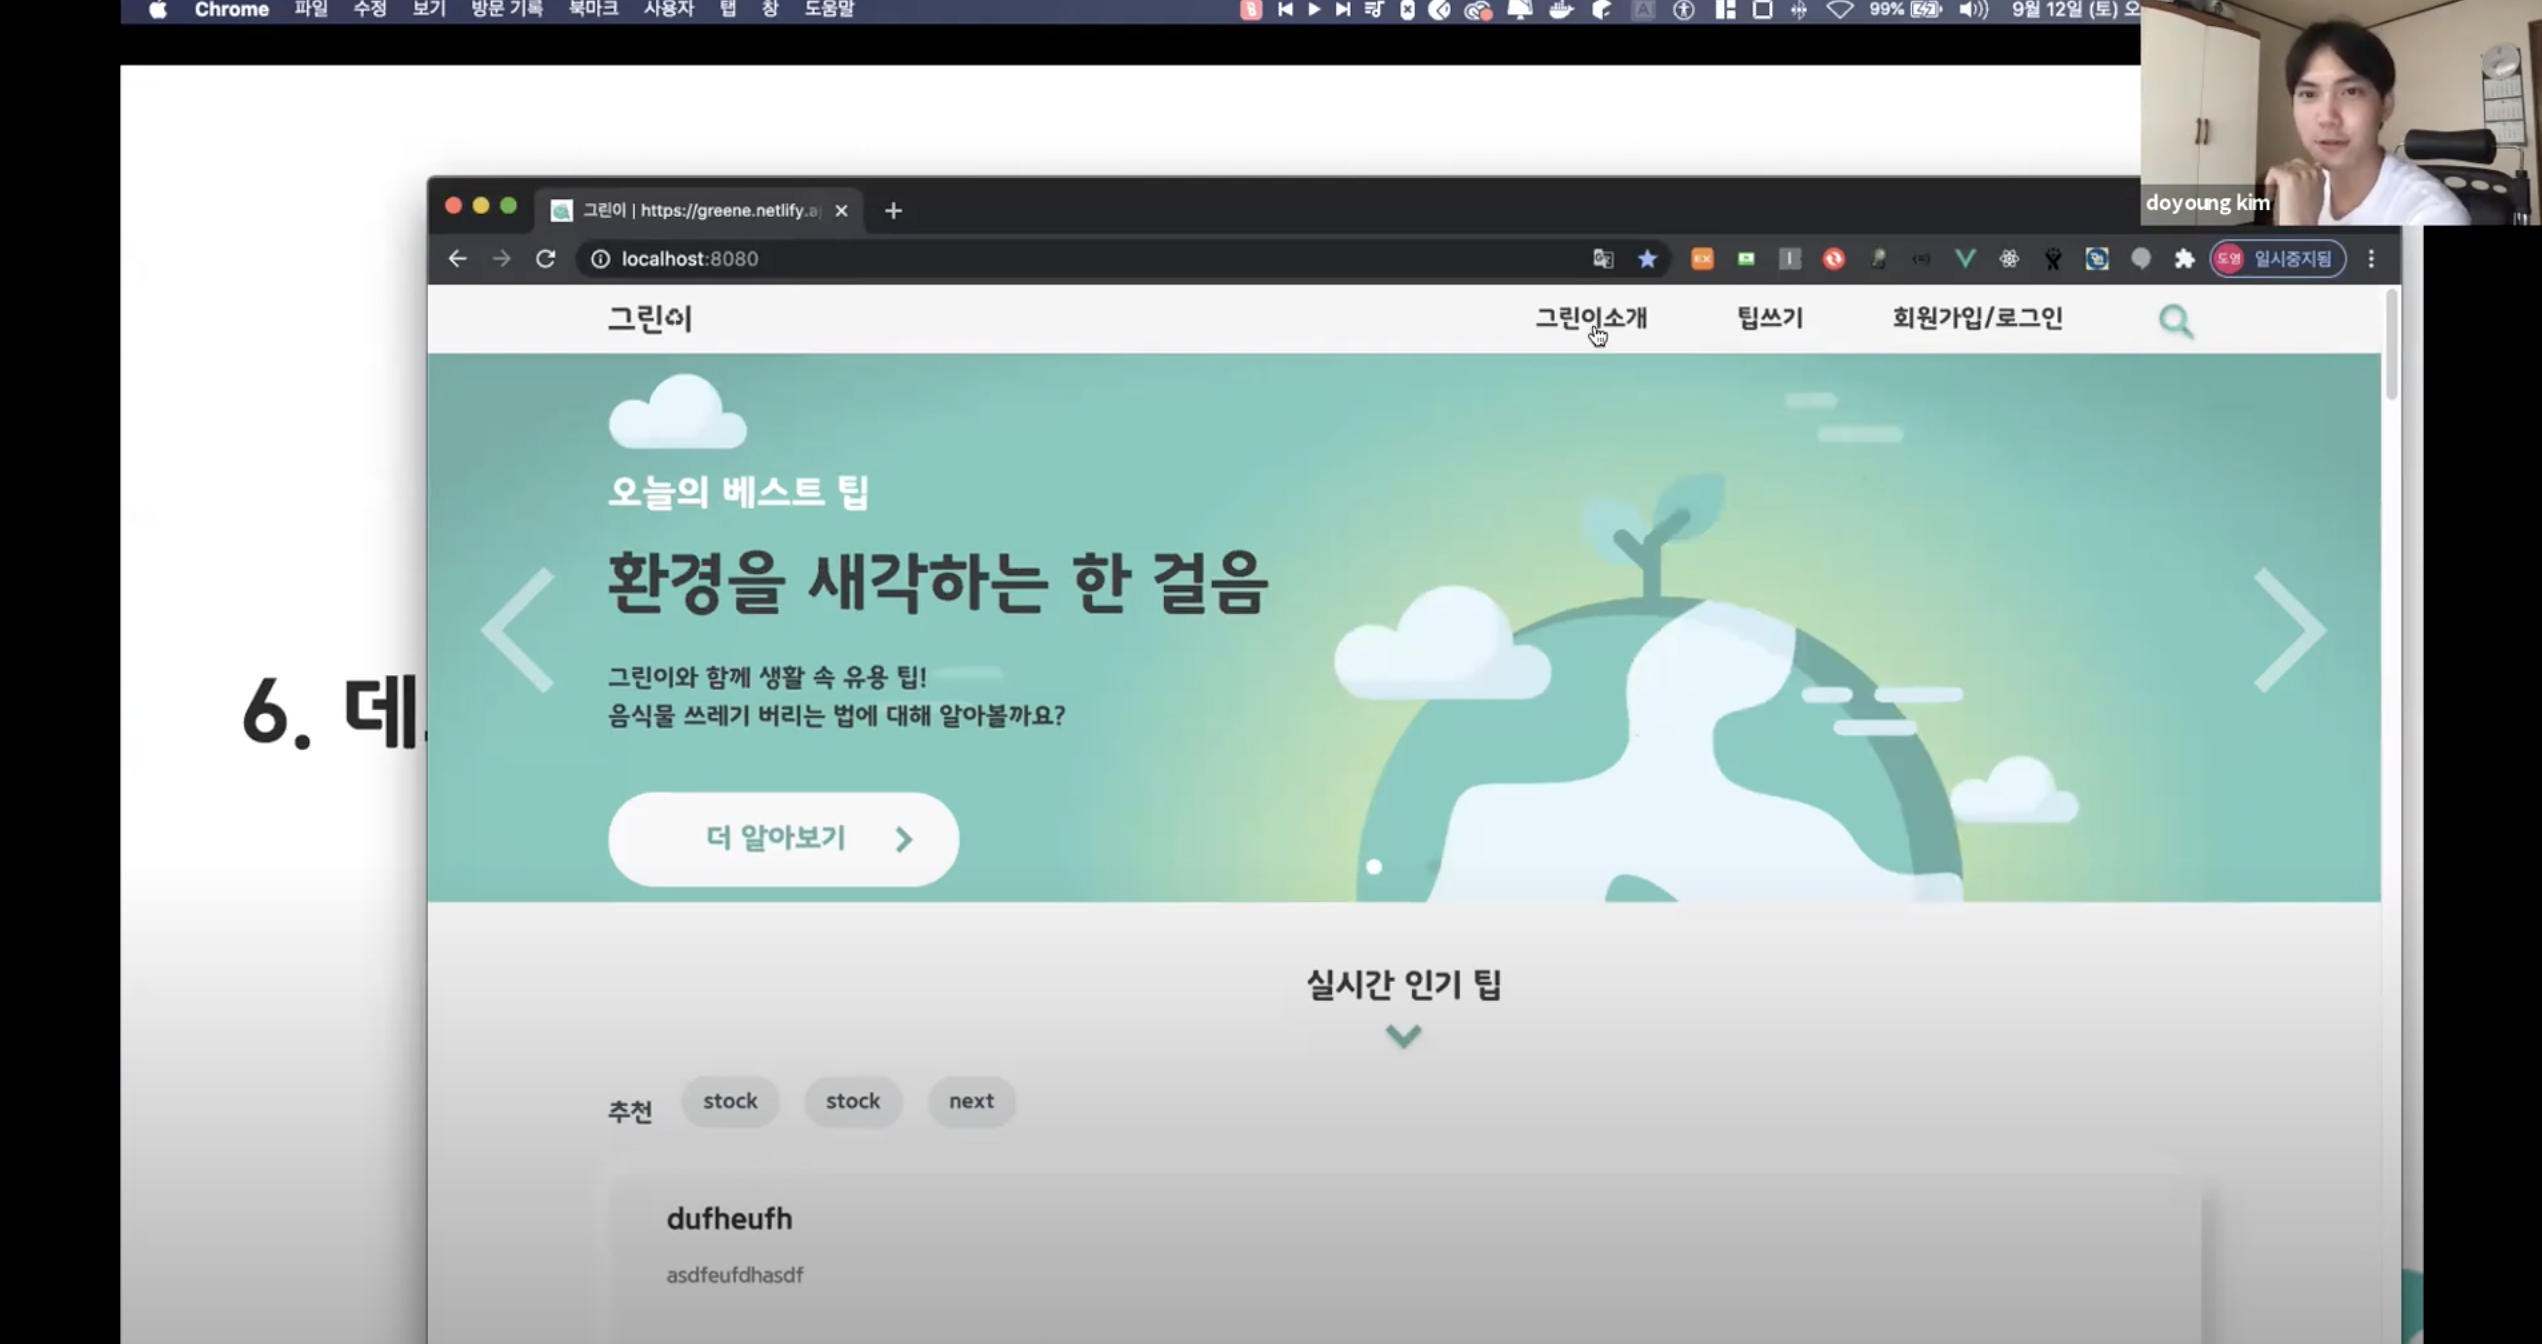 Chrome 파일 수정 보기 방문 기록 북마크 사용자 탭 창 도움말 99% 9월 12일 (토) 오
doyoung kim
그린이 | https://greene.netlify.a
localhost:8080 도영 일시중지됨
그린이 그린이소개 팁쓰기 회원가입/로그인
오늘의 베스트 팁
환경을 새각하는 한 걸음
그린이와 함께 생활 속 유용 팁!
음식물 쓰레기 버리는 법에 대해 알아볼까요?
6. 데
더 알아보기
실시간 인기 팁
추천 stock stock next
dufheufh
asdfeufdhasdf